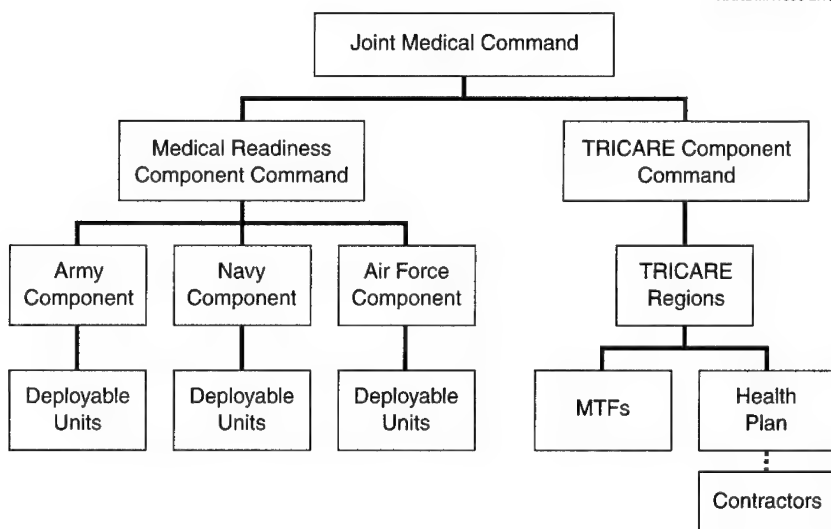 Joint Medical Command
Medical Readiness
Component Command
TRICARE Component
Command
Army
Component
Navy
Component
Air Force
Component
TRICARE
Regions
Deployable
Units
Deployable
Units
Deployable
Units
MTFs
Health
Plan
Contractors